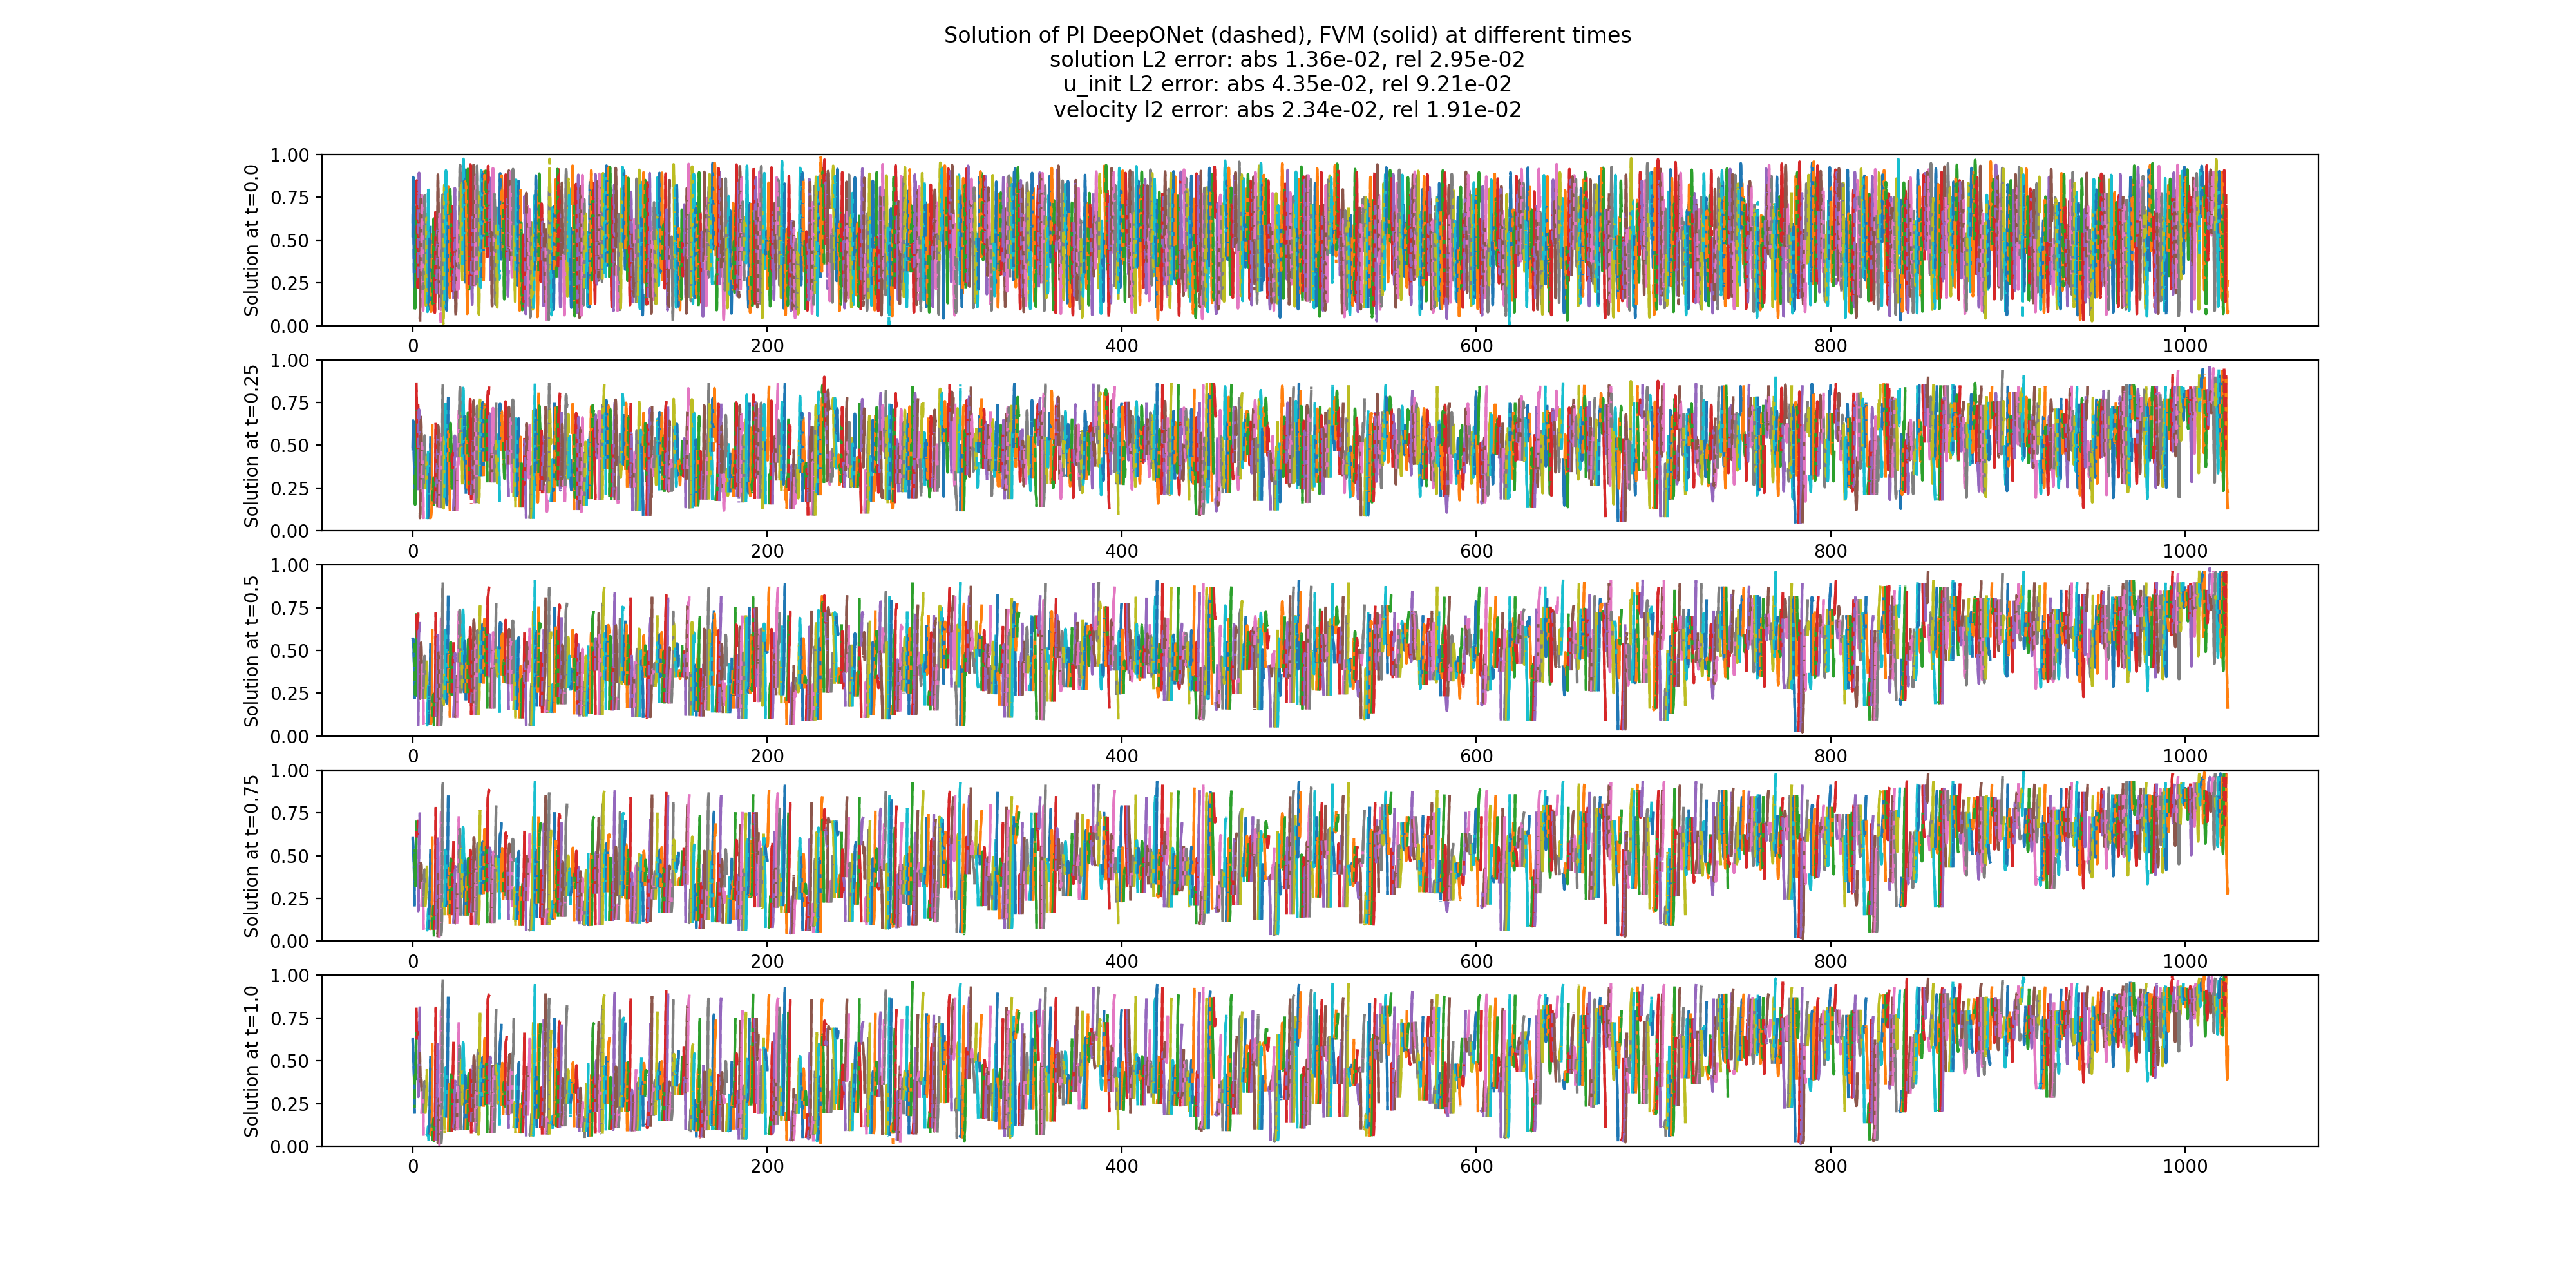 Solution of PI DeepONet (dashed), FVM (solid) at different times
solution L2 error: abs 1.36e-02, rel 2.95e-02
u_init L2 error: abs 4.35e-02, rel 9.21e-02
velocity l2 error: abs 2.34e-02, rel 1.91e-02
Solution at t=0.0
1.00
0.75
0.50
0.25
0.00
0 200 400 600 800 1000
Solution at t=0.25
1.00
0.75
0.50
0.25
0.00
0 200 400 600 800 1000
Solution at t=0.5
1.00
0.75
0.50
0.25
0.00
0 200 400 600 800 1000
Solution at t=0.75
1.00
0.75
0.50
0.25
0.00
0 200 400 600 800 1000
Solution at t=1.0
1.00
0.75
0.50
0.25
0.00
0 200 400 600 800 1000